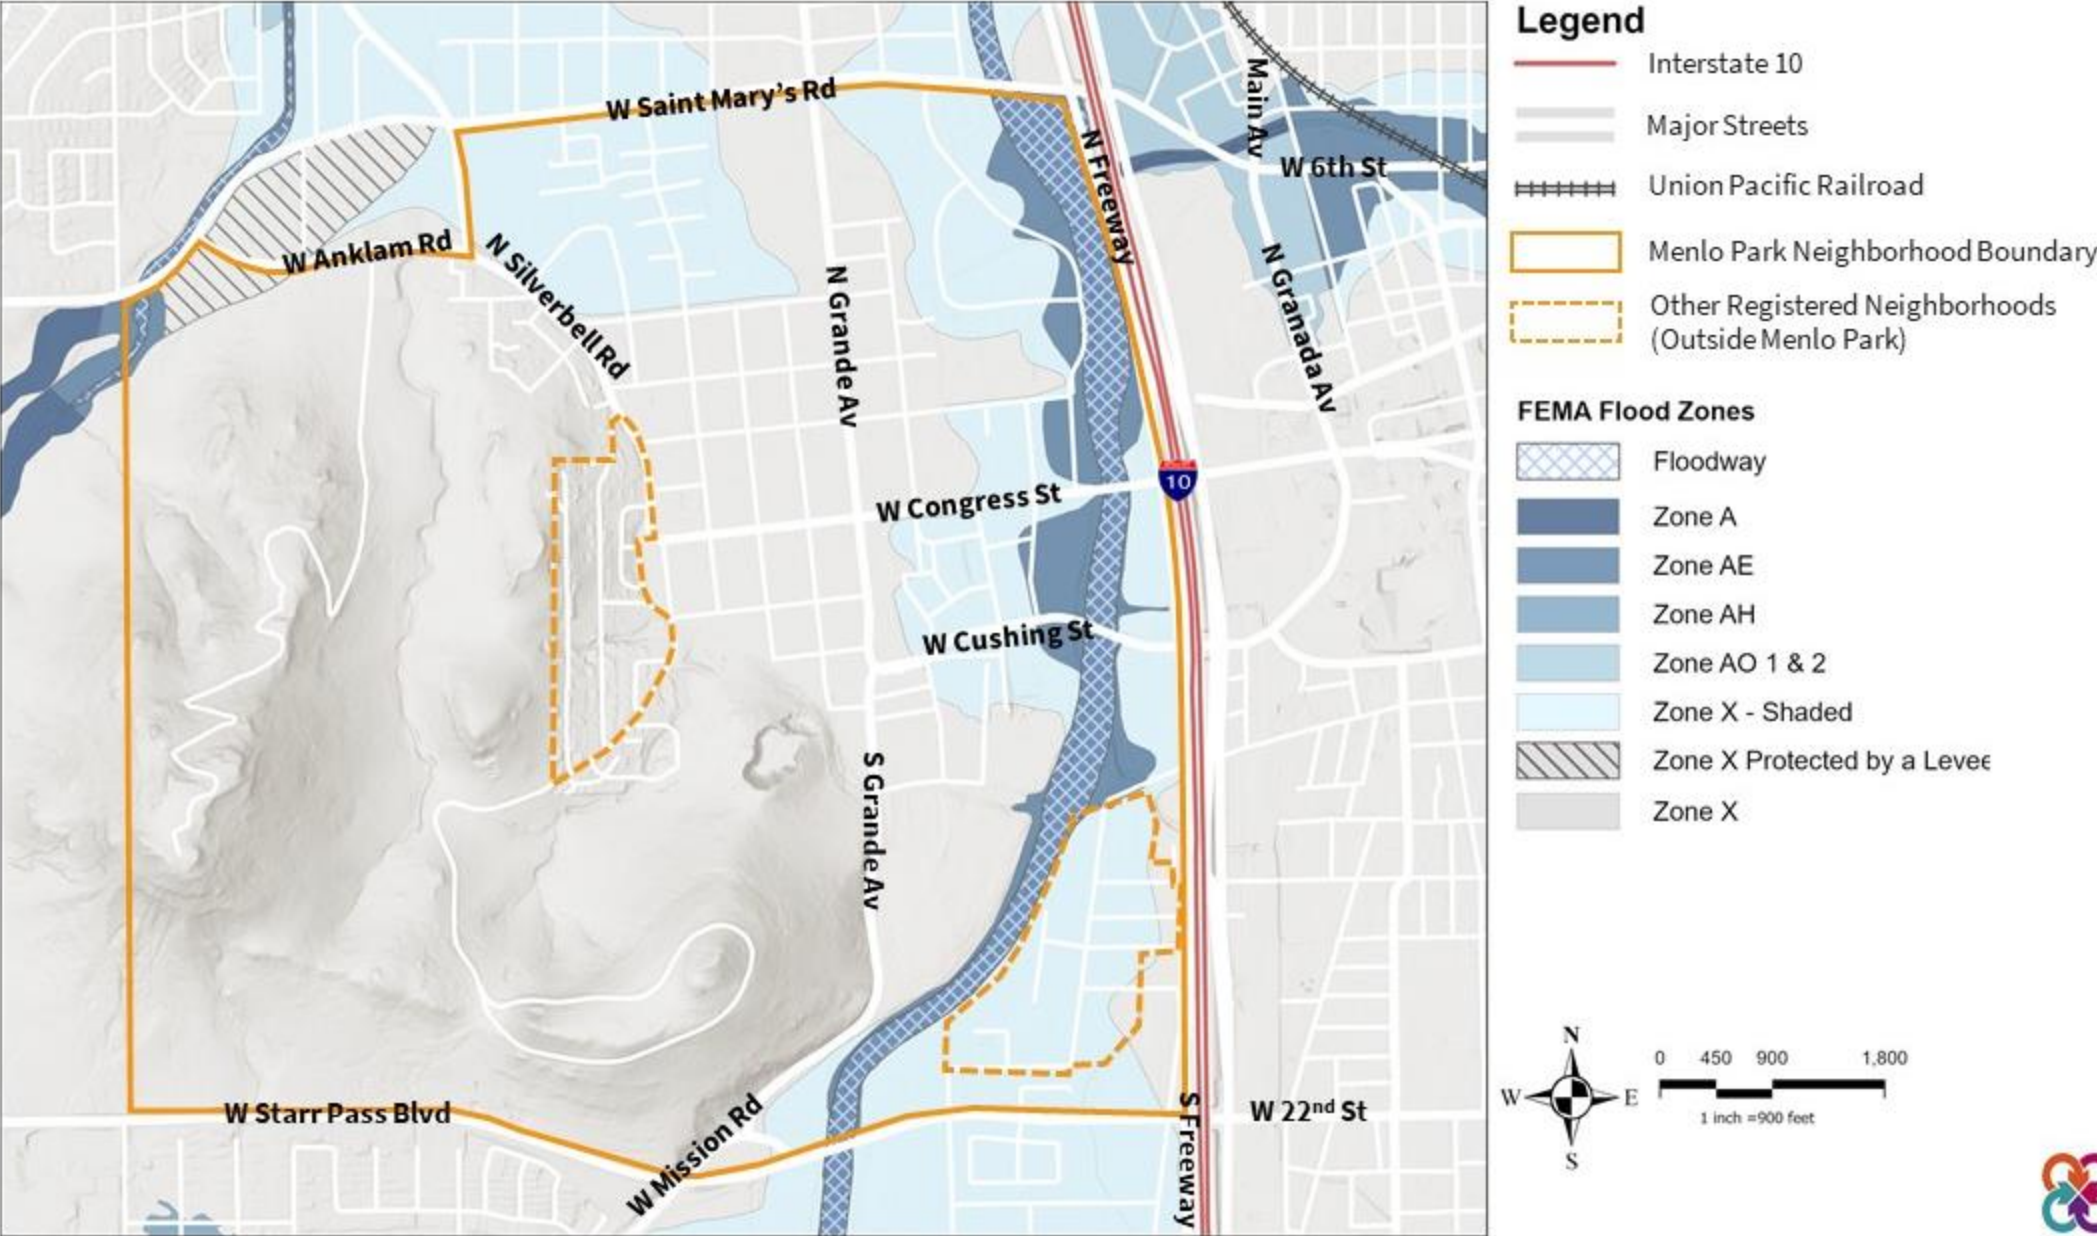 W Saint Mary's Rd
Main Av
N Freeway
W 6th St
W Anklam Rd
N Silverbell Rd
N Grande Av
N Granada Av
10
W Congress St
W Cushing St
S Grande Av
W Starr Pass Blvd
W Mission Rd
S Freeway
W 22nd St
Legend
Interstate 10
Major Streets
Union Pacific Railroad
Menlo Park Neighborhood Boundary
Other Registered Neighborhoods
(Outside Menlo Park)
FEMA Flood Zones
Floodway
Zone A
Zone AE
Zone AH
Zone AO 1 & 2
Zone X - Shaded
Zone X Protected by a Levee
Zone X
N
W E
S
0 450 900 1,800
1 inch =900 feet